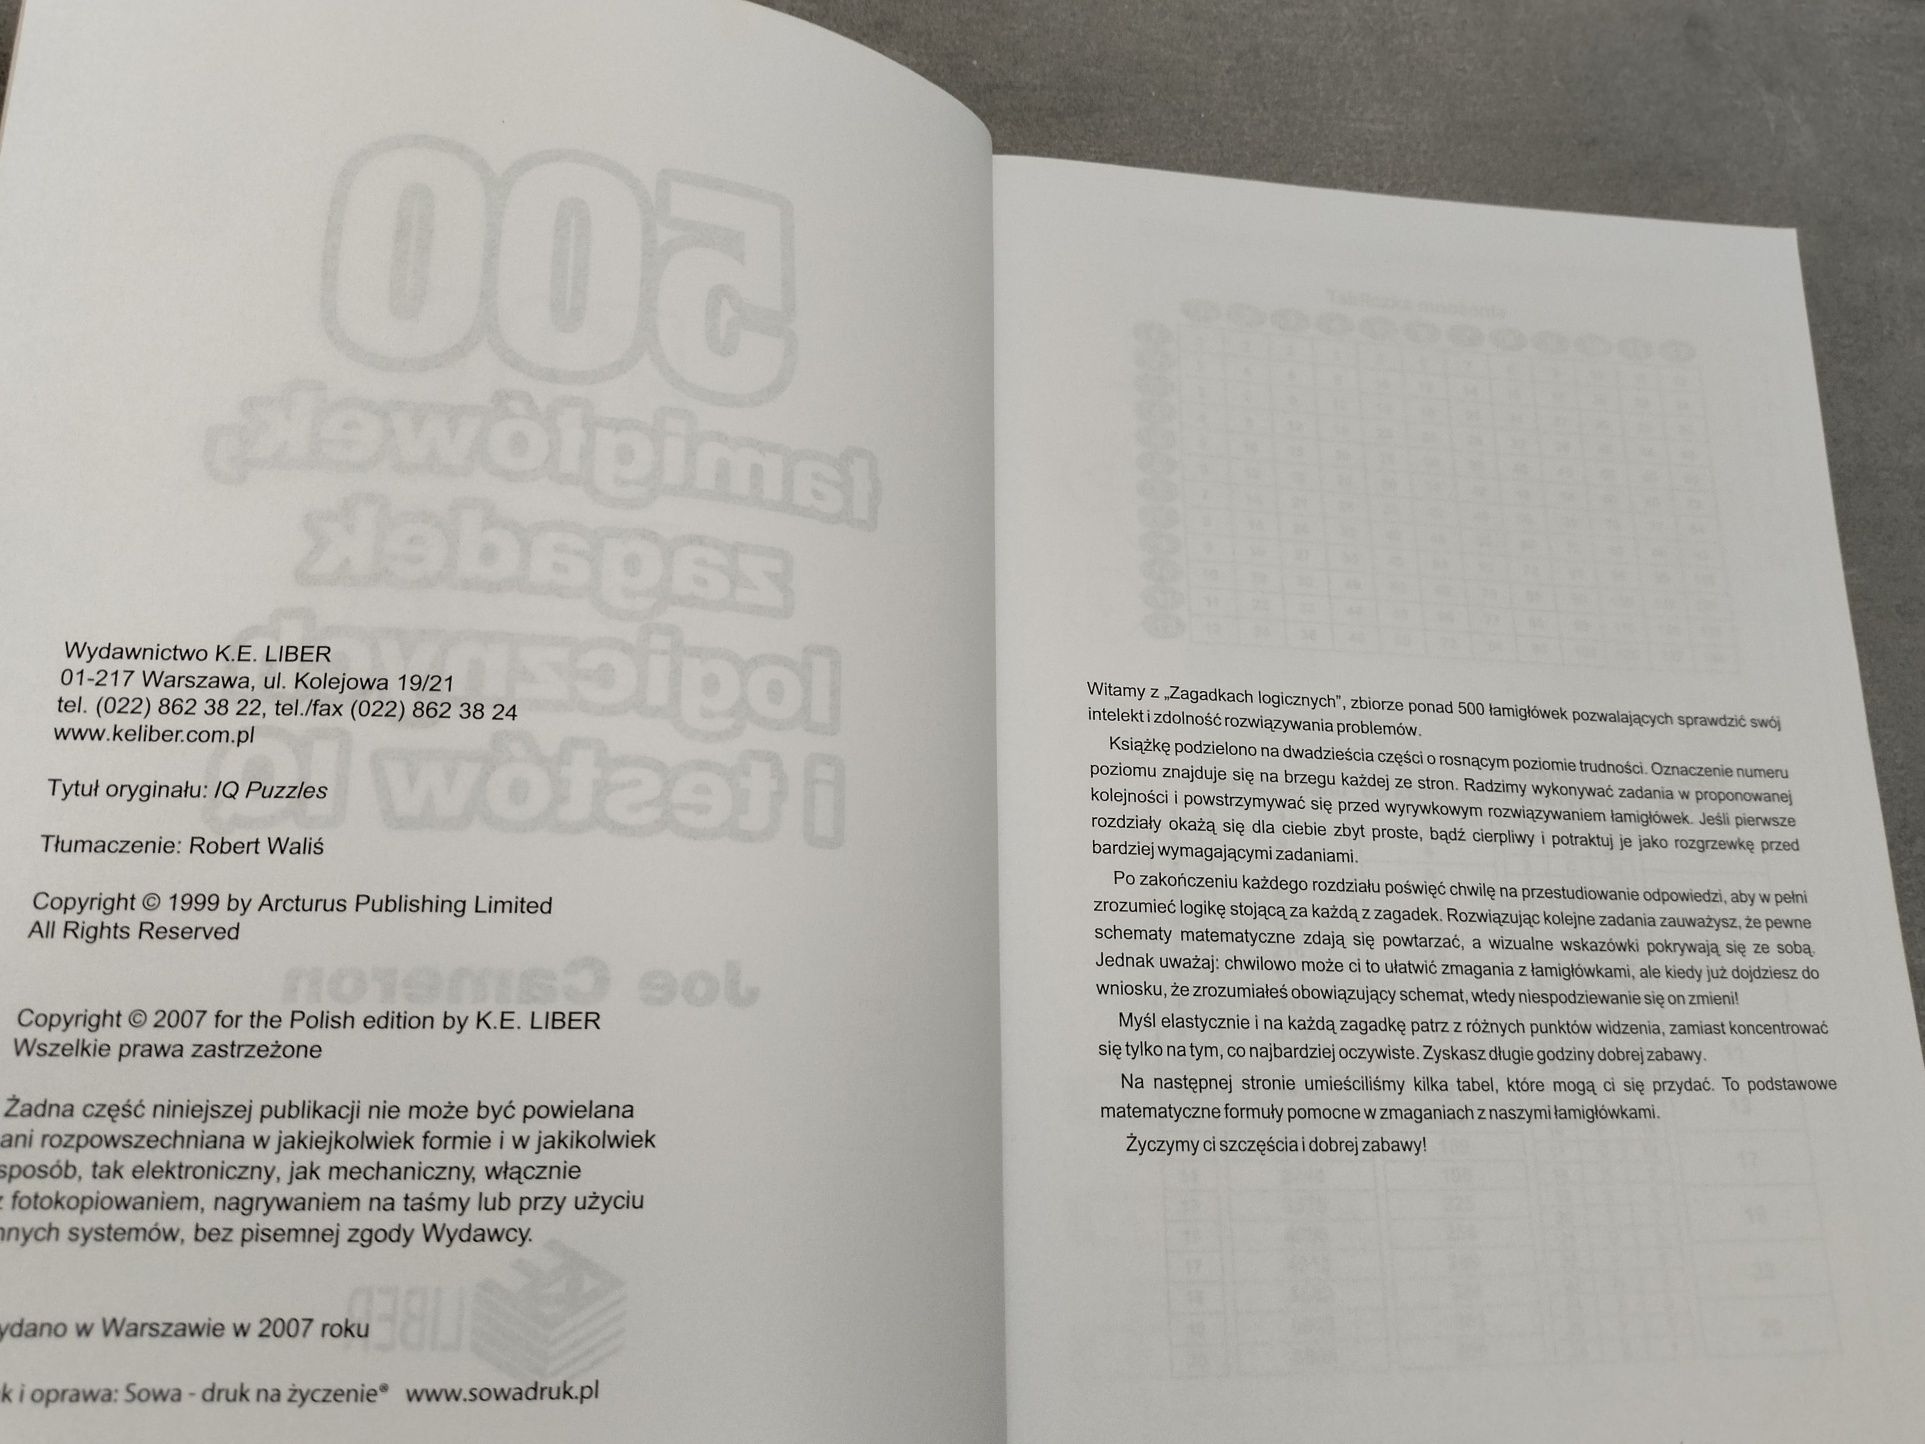 Wydawnictwo K.E. LIBER
01-217 Warszawa, ul. Kolejowa 19/21
tel. (022) 862 38 22, tel./fax (022) 862 38 24
www.keliber.com.pl
Tytuł oryginału: IQ Puzzles
Tłumaczenie: Robert Waliś
Copyright © 1999 by Arcturus Publishing Limited
All Rights Reserved
Copyright © 2007 for the Polish edition by K.E. LIBER
Wszelkie prawa zastrzeżone
Żadna część niniejszej publikacji nie może być powielana
ani rozpowszechniana w jakiejkolwiek formie i w jakikolwiek
sposób, tak elektroniczny, jak mechaniczny, włącznie
z fotokopiowaniem, nagrywaniem na taśmy lub przy użyciu
nnych systemów, bez pisemnej zgody Wydawcy.
ydano w Warszawie w 2007 roku
k i oprawa: Sowa - druk na życzenie® www.sowadruk.pl
500
łamigłówek,
zagadek
logicznych
i testów IQ
Joe Cameron
LIBER
Witamy z „Zagadkach logicznych”, zbiorze ponad 500 łamigłówek pozwalających sprawdzić swój
intelekt i zdolność rozwiązywania problemów.
Książkę podzielono na dwadzieścia części o rosnącym poziomie trudności. Oznaczenie numeru
poziomu znajduje się na brzegu każdej ze stron. Radzimy wykonywać zadania w proponowanej
kolejności i powstrzymywać się przed wyrywkowym rozwiązywaniem łamigłówek. Jeśli pierwsze
rozdziały okażą się dla ciebie zbyt proste, bądź cierpliwy i potraktuj je jako rozgrzewkę przed
bardziej wymagającymi zadaniami.
Po zakończeniu każdego rozdziału poświęć chwilę na przestudiowanie odpowiedzi, aby w pełni
zrozumieć logikę stojącą za każdą z zagadek. Rozwiązując kolejne zadania zauważysz, że pewne
schematy matematyczne zdają się powtarzać, a wizualne wskazówki pokrywają się ze sobą.
Jednak uważaj: chwilowo może ci to ułatwić zmagania z łamigłówkami, ale kiedy już dojdziesz do
wniosku, że zrozumiałeś obowiązujący schemat, wtedy niespodziewanie się on zmieni!
Myśl elastycznie i na każdą zagadkę patrz z różnych punktów widzenia, zamiast koncentrować
się tylko na tym, co najbardziej oczywiste. Zyskasz długie godziny dobrej zabawy.
Na następnej stronie umieściliśmy kilka tabel, które mogą ci się przydać. To podstawowe
matematyczne formuły pomocne w zmaganiach z naszymi łamigłówkami.
Życzymy ci szczęścia i dobrej zabawy!